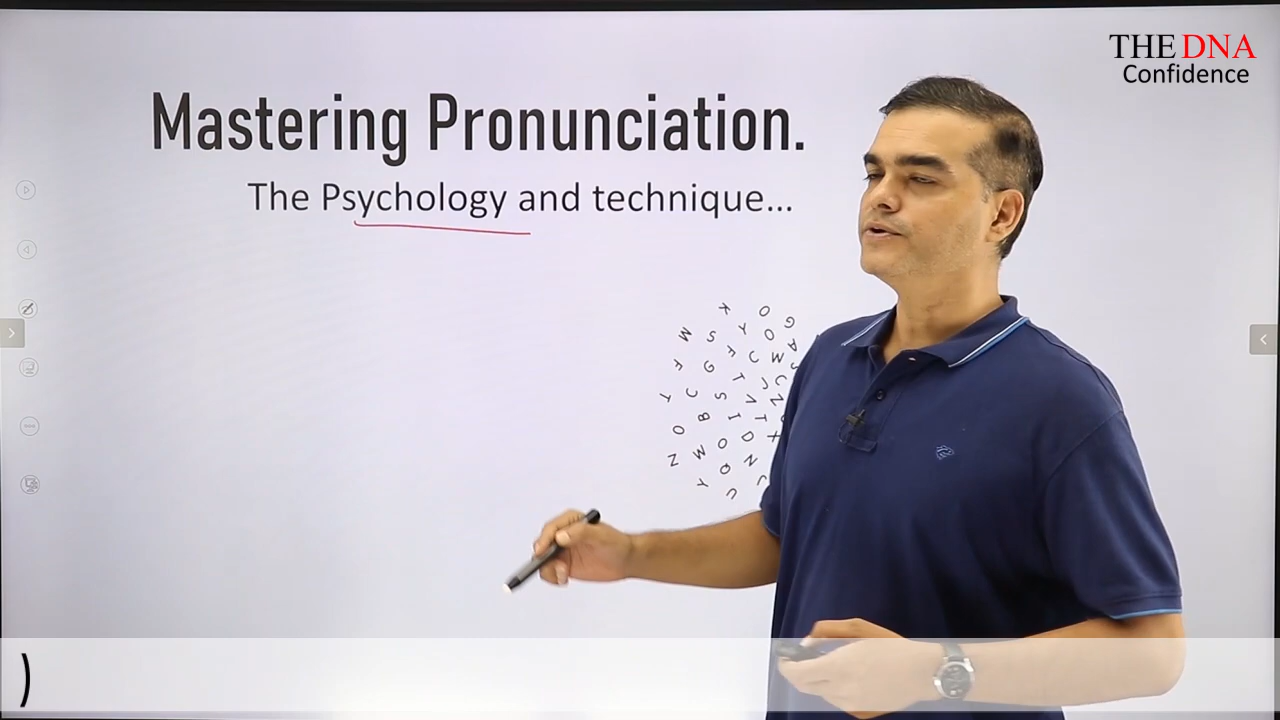 THE DNA
Confidence
Mastering Pronunciation.
The Psychology and technique...
)